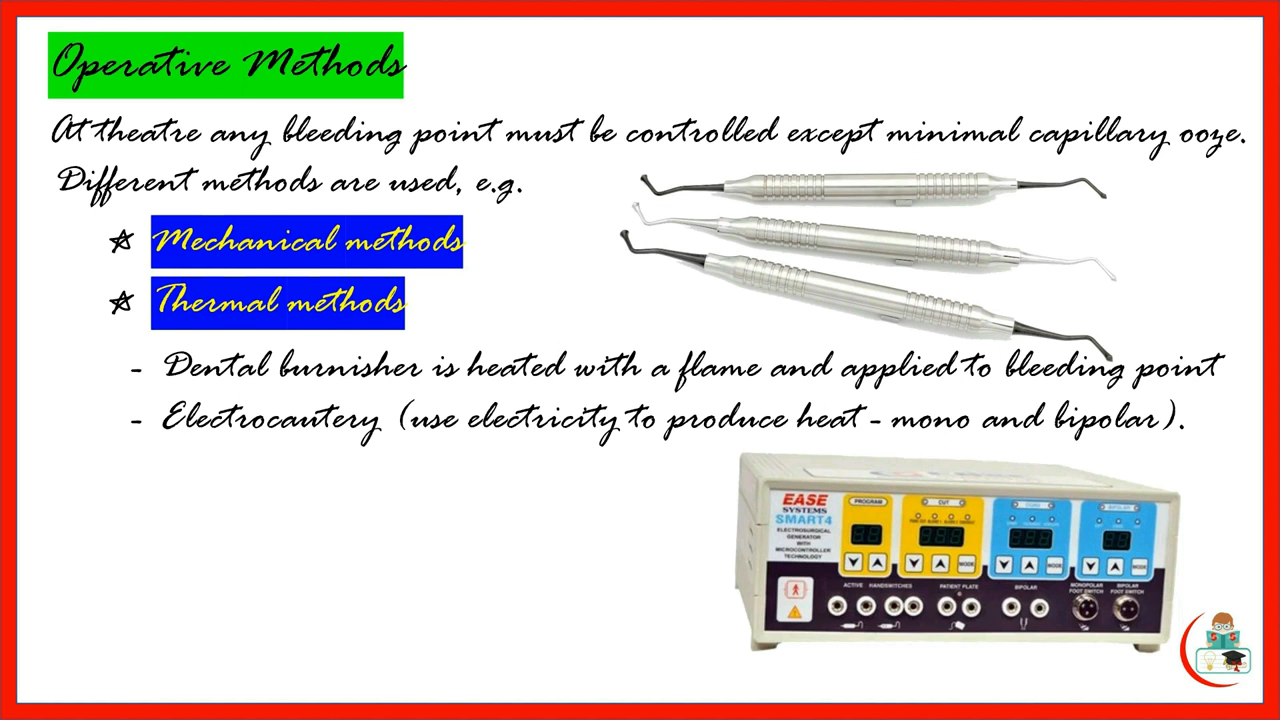 Operative Methods
At theatre any bleeding point must be controlled except minimal capillary ooze.
Different methods are used, e.g.
Mechanical methods
Thermal methods
- Dental burnisher is heated with a flame and applied to bleeding point
- Electrocautery (use electricity to produce heat - mono and bipolar).
EASE
SYSTEMS
SMART4
ELECTROSURGICAL
GENERATOR
WITH
MICROCONTROLLER
TECHNOLOGY
PROGRAM
CUT
BIPOLAR
MODE
MODE
MODE
ACTIVE HANDSWITCHES
PATIENT PLATE
BIPOLAR
MONOPOLAR
FOOT SWITCH
BIPOLAR
FOOT SWITCH